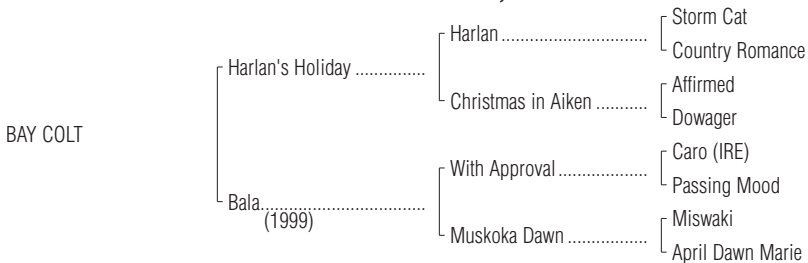 Storm Cat
Harlan ..............................
Country Romance
Harlan's Holiday ...............
Affirmed
Christmas in Aiken ...........
Dowager
BAY COLT
Caro (IRE)
With Approval ...................
Passing Mood
Bala...................................
(1999)
Miswaki
Muskoka Dawn .................
April Dawn Marie